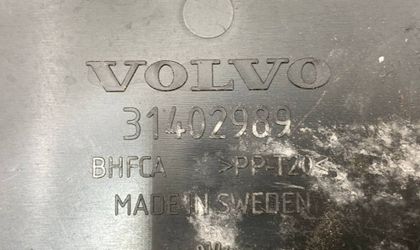 VOLVO
31402989
BHFCA >PP-T20<
MADE IN SWEDEN